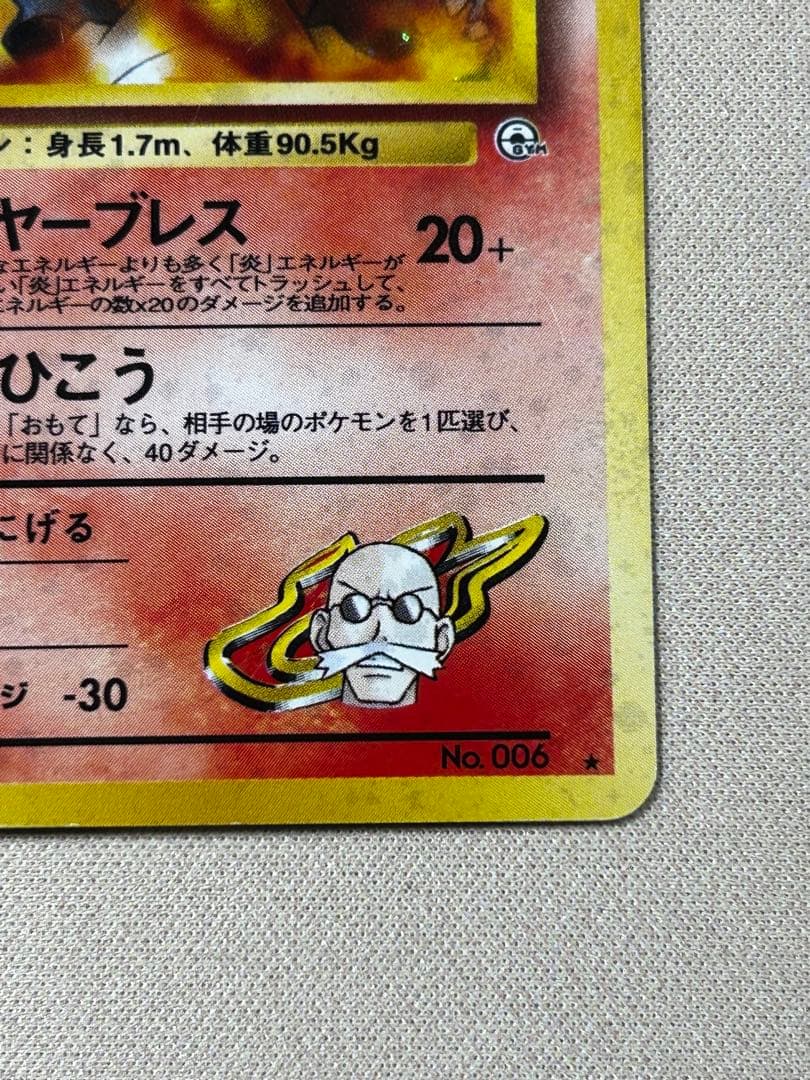 ン：身長1.7m、体重90.5Kg
GYM
ヤーブレス 20+
なエネルギーよりも多く「炎」エネルギーが
い「炎」エネルギーをすべてトラッシュして、
エネルギーの数x20のダメージを追加する。
ひこう
「おもて」なら、相手の場のポケモンを1匹選び、
に関係なく、40ダメージ。
にげる
ジ -30
No. 006 ★